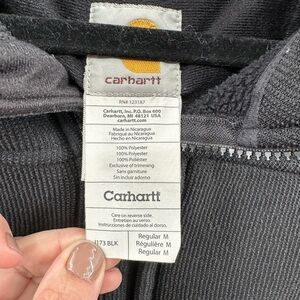 carhartt
RN# 123187
Carhartt, Inc. P.O. Box 600
Dearborn, MI 48121 USA
carhartt.com
Made in Nicaragua
Fabriqué au Nicaragua
Hecho en Nicaragua
100% Polyester
100% Polyester
100% Polyester
Exclusive of trimming
Sans garniture
Sin incluir adorno
Carhartt
Care on reverse side.
Entretien au verso.
Instrucciones de cuidado al dorso.
J173 BLK
Regular M
Régulière M
Regular M